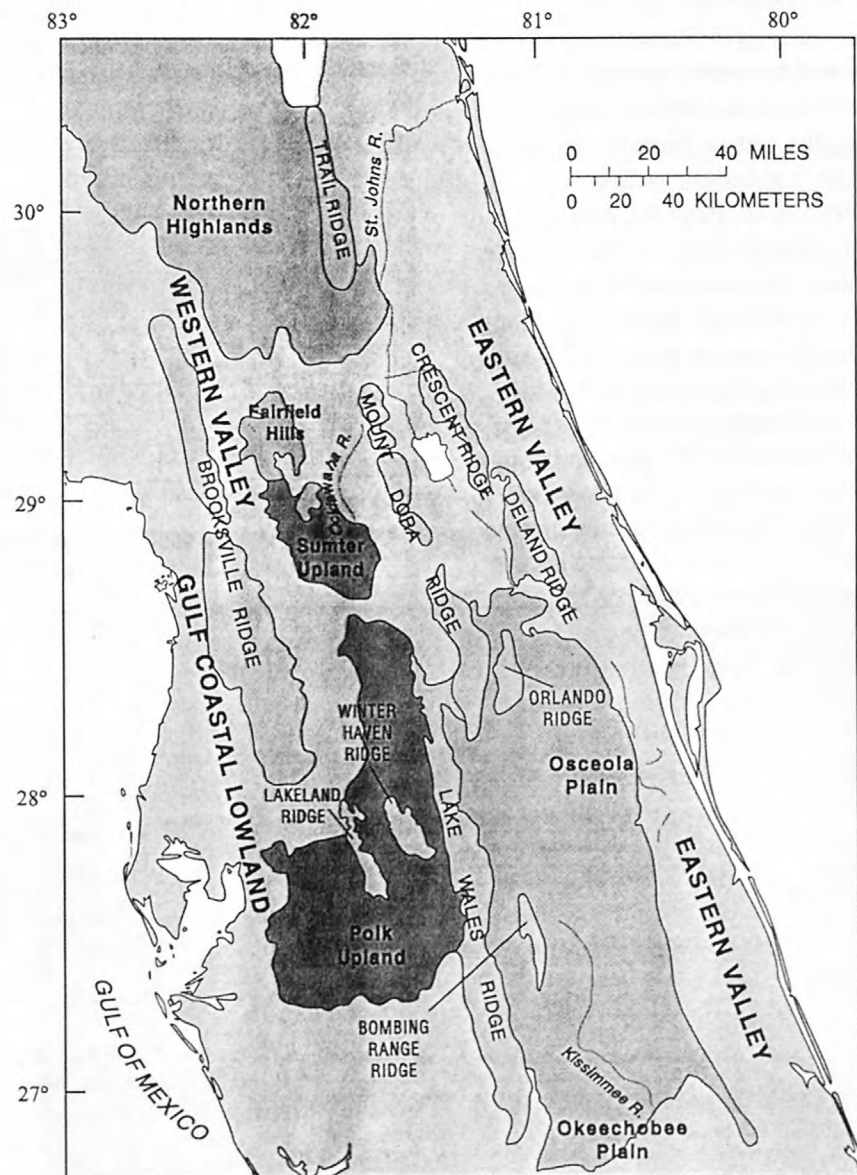 83°
82°
81°
80°
0 20 40 MILES
0 20 40 KILOMETERS
30°
29°
28°
27°
Northern
Highlands
TRAIL RIDGE
St. Johns R.
WESTERN VALLEY
EASTERN VALLEY
CRESCENT RIDGE
Fairfield
Hills
MOUNT
DORA
RIDGE
BROOKSVILLE RIDGE
DELAND RIDGE
Sumter
Upland
GULF COASTAL LOWLAND
ORLANDO
RIDGE
WINTER
HAVEN
RIDGE
Osceola
Plain
LAKELAND
RIDGE
LAKE
WALES
RIDGE
EASTERN VALLEY
Polk
Upland
BOMBING
RANGE
RIDGE
GULF OF MEXICO
Kissimmee R.
Okeechobee
Plain